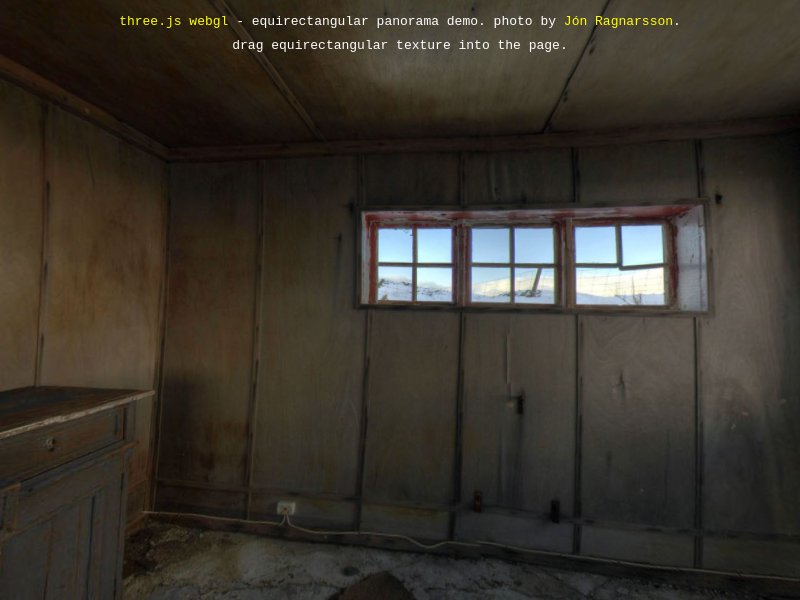 three.js webgl - equirectangular panorama demo. photo by Jón Ragnarsson.
drag equirectangular texture into the page.